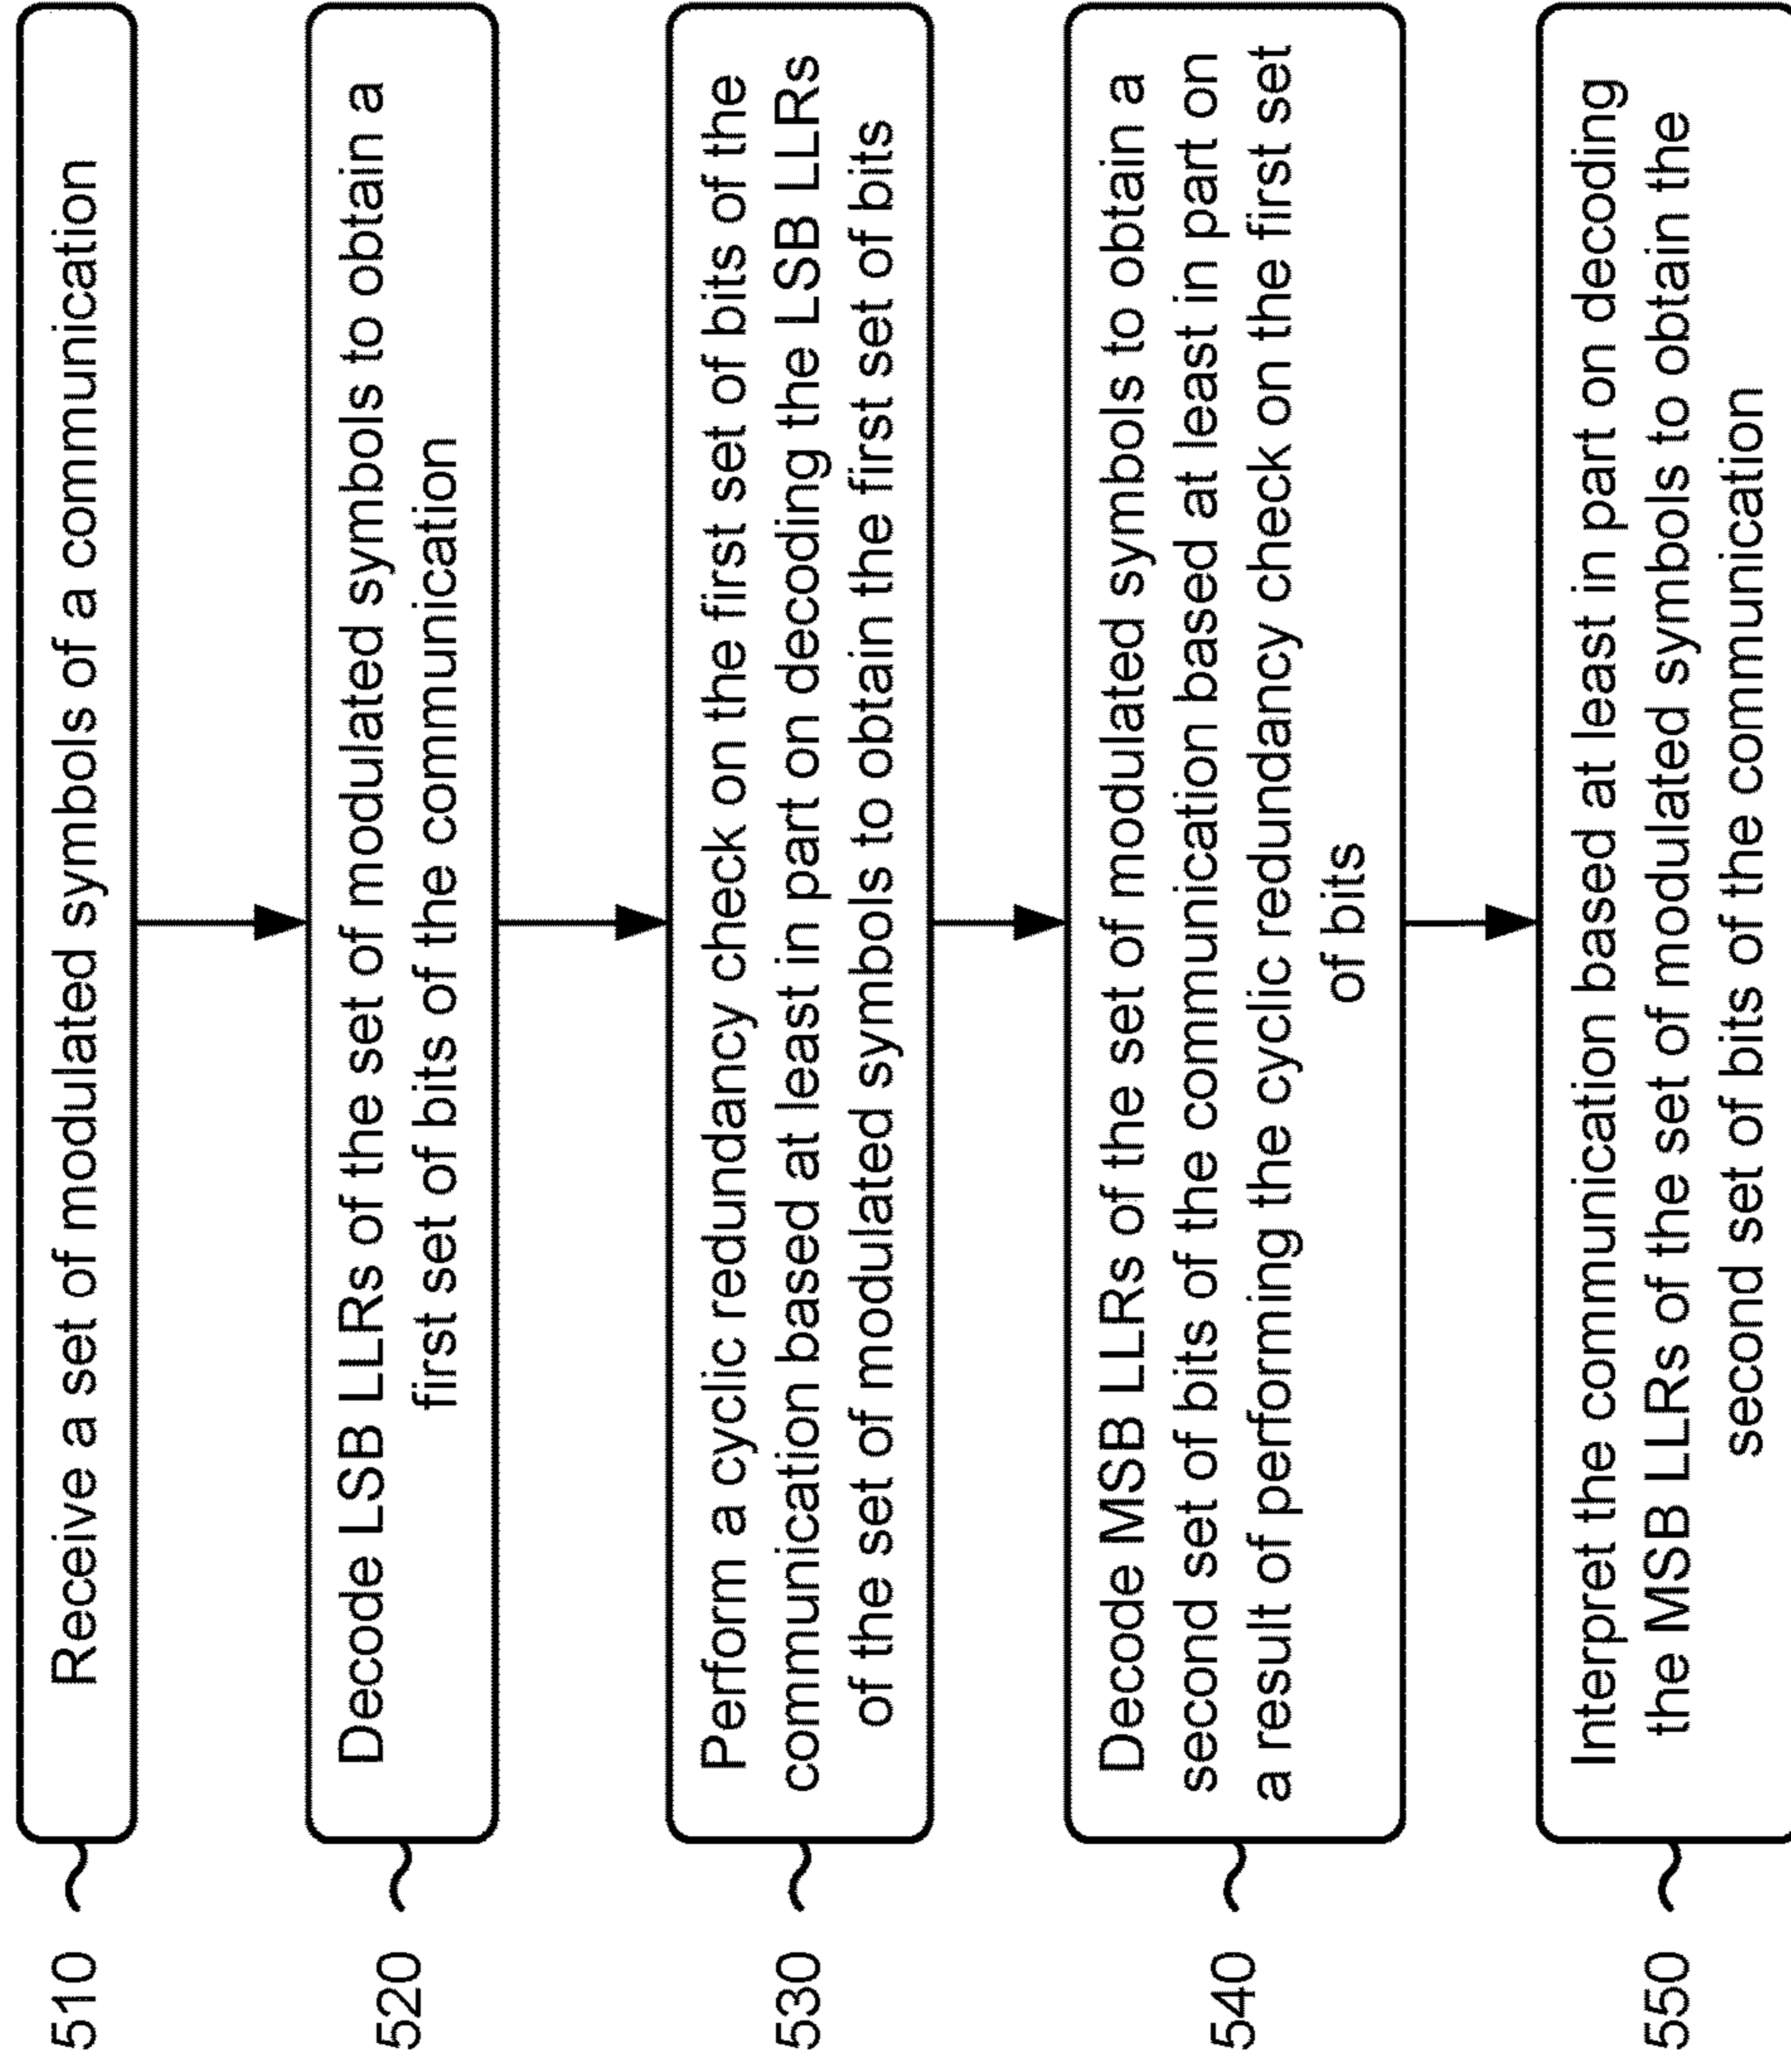 510
Receive a set of modulated symbols of a communication
520
Decode LSB LLRs of the set of modulated symbols to obtain a
first set of bits of the communication
530
Perform a cyclic redundancy check on the first set of bits of the
communication based at least in part on decoding the LSB LLRs
of the set of modulated symbols to obtain the first set of bits
540
Decode MSB LLRs of the set of modulated symbols to obtain a
second set of bits of the communication based at least in part on
a result of performing the cyclic redundancy check on the first set
of bits
550
Interpret the communication based at least in part on decoding
the MSB LLRs of the set of modulated symbols to obtain the
second set of bits of the communication